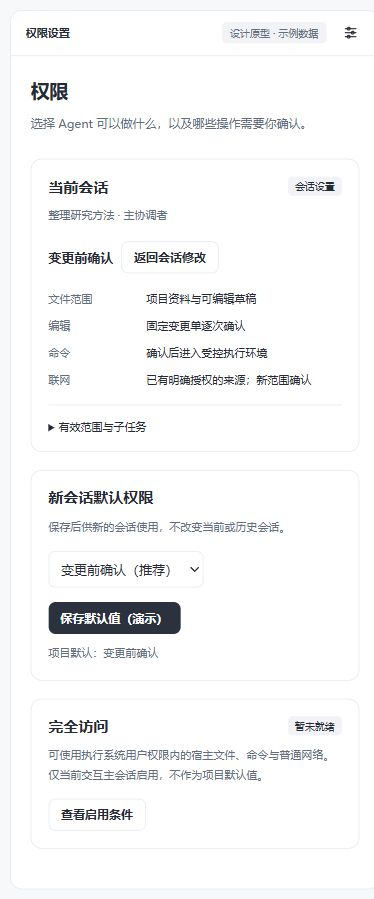 权限设置
设计原型 · 示例数据
权限
选择 Agent 可以做什么，以及哪些操作需要你确认。
当前会话
会话设置
整理研究方法 · 主协调者
变更前确认 返回会话修改
文件范围 项目资料与可编辑草稿
编辑 固定变更单逐次确认
命令 确认后进入受控执行环境
联网 已有明确授权的来源；新范围确认
▶ 有效范围与子任务
新会话默认权限
保存后供新的会话使用，不改变当前或历史会话。
变更前确认（推荐）
保存默认值（演示）
项目默认：变更前确认
完全访问
暂未就绪
可使用执行系统用户权限内的宿主文件、命令与普通网络。
仅当前交互主会话启用，不作为项目默认值。
查看启用条件